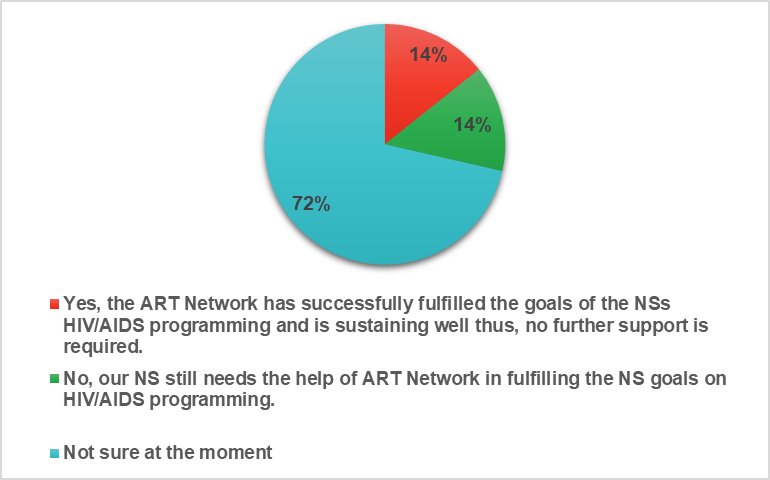 14%
14%
72%
Yes, the ART Network has successfully fulfilled the goals of the NSs
HIV/AIDS programming and is sustaining well thus, no further support is
required.
No, our NS still needs the help of ART Network in fulfilling the NS goals on
HIV/AIDS programming.
Not sure at the moment